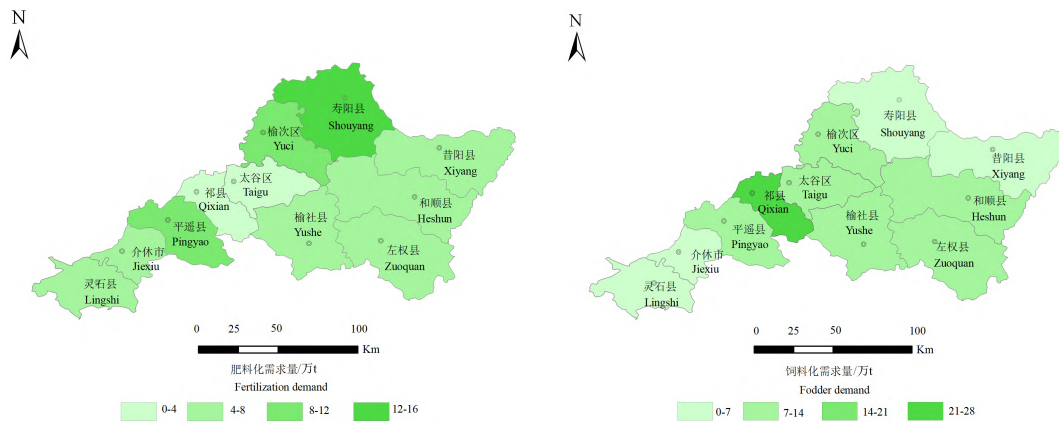 N
寿阳县
Shouyang
榆次区
Yuci
昔阳县
Xiyang
太谷区
Taigu
祁县
Qixian
和顺县
Heshun
榆社县
Yushe
平遥县
Pingyao
左权县
Zuoquan
介休市
Jiexiu
灵石县
Lingshi
0 25 50 100
Km
肥料化需求量/万t
Fertilization demand
0-4 4-8 8-12 12-16
N
寿阳县
Shouyang
榆次区
Yuci
昔阳县
Xiyang
太谷区
Taigu
祁县
Qixian
和顺县
Heshun
榆社县
Yushe
平遥县
Pingyao
左权县
Zuoquan
介休市
Jiexiu
灵石县
Lingshi
0 25 50 100
Km
饲料化需求量/万t
Fodder demand
0-7 7-14 14-21 21-28